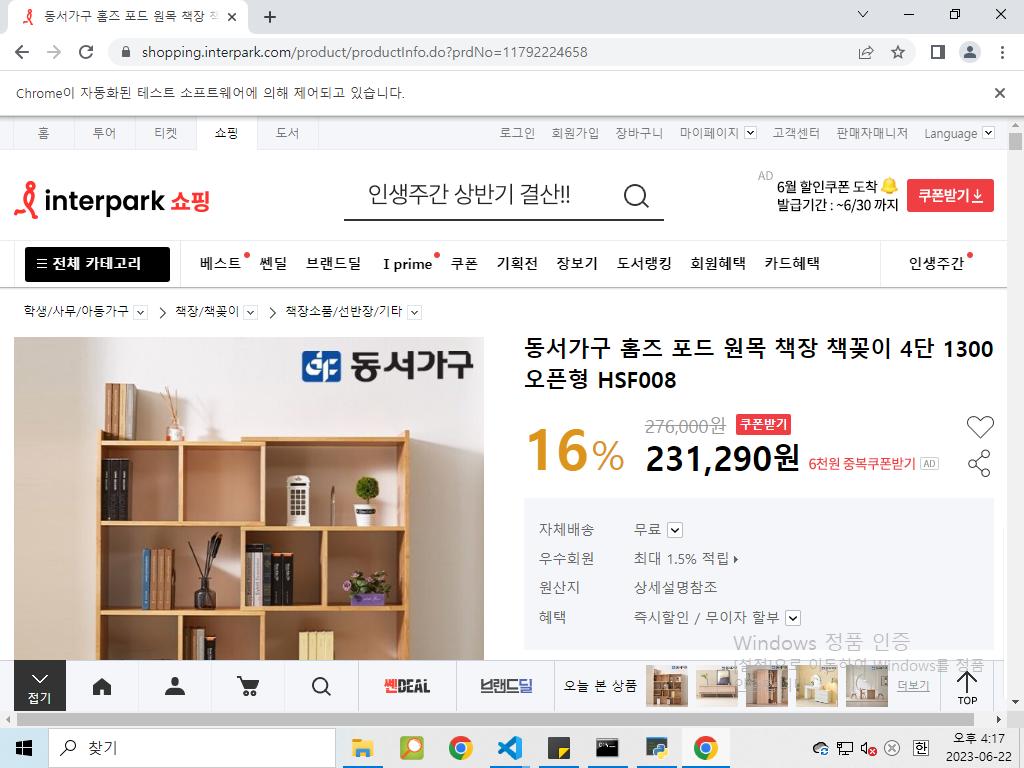 동서가구 홈즈 포드 원목 책장 책
shopping.interpark.com/product/productInfo.do?prdNo=11792224658
Chrome이 자동화된 테스트 소프트웨어에 의해 제어되고 있습니다.
홈 투어 티켓 쇼핑 도서 로그인 회원가입 장바구니 마이페이지 고객센터 판매자매니저 Language
interpark 쇼핑
인생주간 상반기 결산!!
AD
6월 할인쿠폰 도착
발급기간 : ~6/30 까지
쿠폰받기
전체 카테고리 베스트 쎈딜 브랜드딜 I prime 쿠폰 기획전 장보기 도서랭킹 회원혜택 카드혜택 인생주간
학생/사무/아동가구 책장/책꽂이 책장소품/선반장/기타
동서가구
동서가구 홈즈 포드 원목 책장 책꽂이 4단 1300
오픈형 HSF008
16%
276,000원 쿠폰받기
231,290원 6천원 중복쿠폰받기 AD
자체배송 무료
우수회원 최대 1.5% 적립
원산지 상세설명참조
혜택 즉시할인 / 무이자 할부
Windows 정품 인증
[설정]으로 이동하여 Windows를 정품
접기
쎈DEAL
브랜드딜
오늘 본 상품
더보기
TOP
찾기
한
오후 4:17
2023-06-22